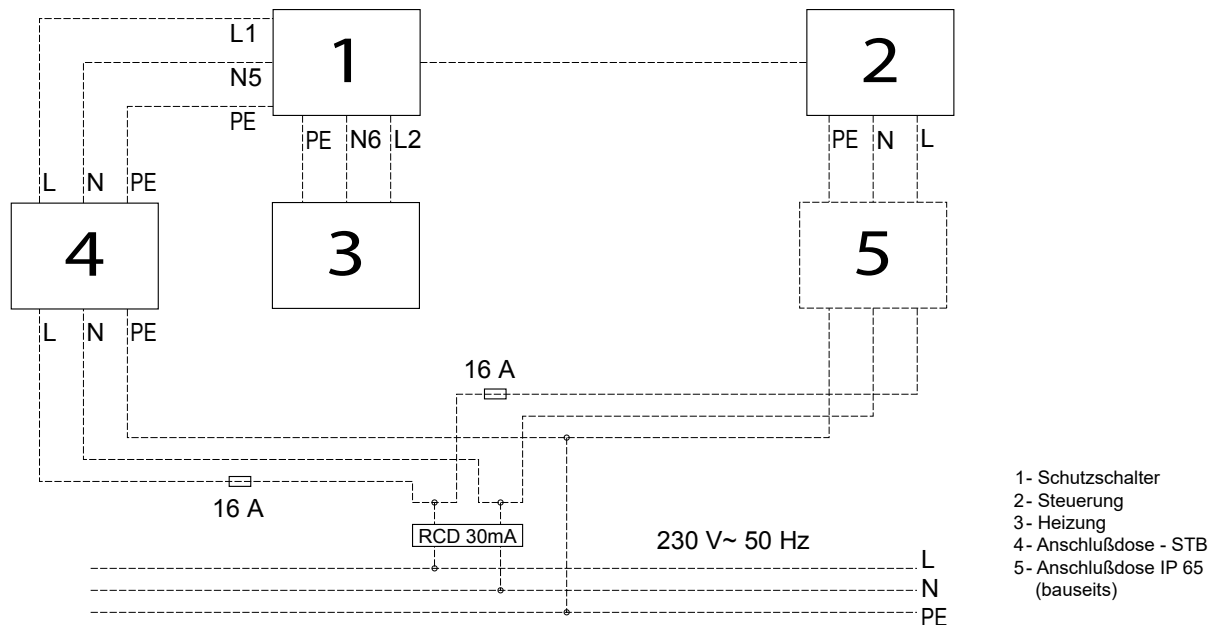 L1
1
2
N5
PE
PE N6 L2
PE N L
L N PE
4
3
5
L N PE
16 A
16 A
RCD 30mA
230 V~ 50 Hz
L
N
PE
1- Schutzschalter
2- Steuerung
3- Heizung
4- Anschlußdose - STB
5- Anschlußdose IP 65
(bauseits)